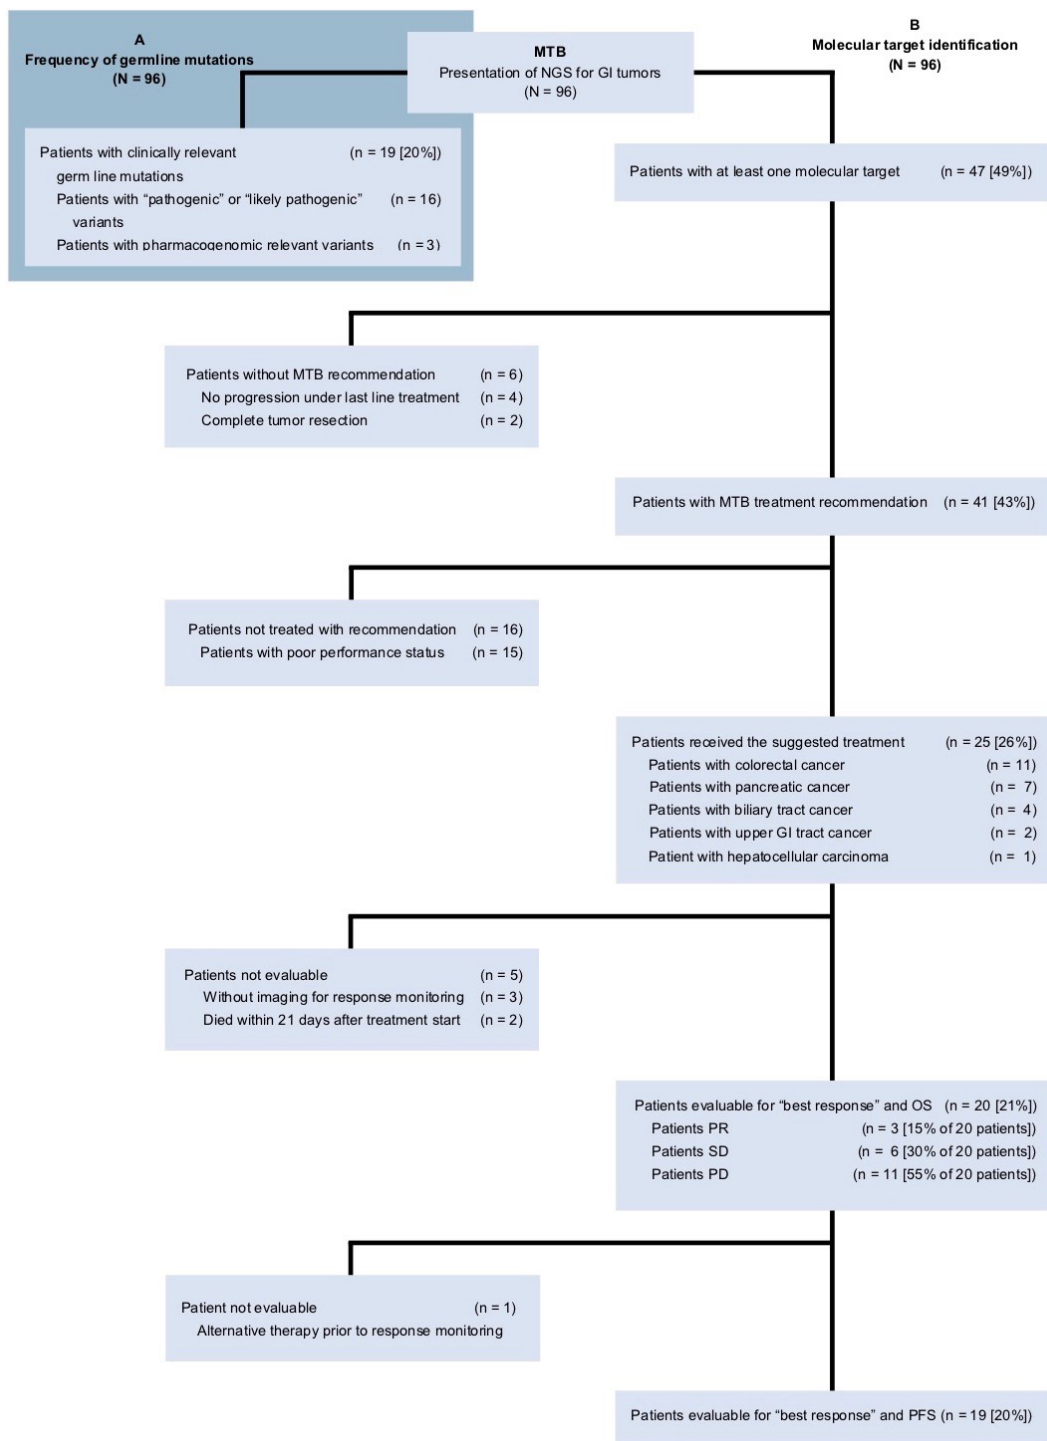 A
Frequency of germline mutations
(N = 96)
MTB
Presentation of NGS for GI tumors
(N = 96)
B
Molecular target identification
(N = 96)
Patients with clinically relevant (n = 19 [20%])
germ line mutations
Patients with “pathogenic” or “likely pathogenic” (n = 16)
variants
Patients with pharmacogenomic relevant variants (n = 3)
Patients with at least one molecular target (n = 47 [49%])
Patients without MTB recommendation (n = 6)
No progression under last line treatment (n = 4)
Complete tumor resection (n = 2)
Patients with MTB treatment recommendation (n = 41 [43%])
Patients not treated with recommendation (n = 16)
Patients with poor performance status (n = 15)
Patients received the suggested treatment (n = 25 [26%])
Patients with colorectal cancer (n = 11)
Patients with pancreatic cancer (n = 7)
Patients with biliary tract cancer (n = 4)
Patients with upper GI tract cancer (n = 2)
Patient with hepatocellular carcinoma (n = 1)
Patients not evaluable (n = 5)
Without imaging for response monitoring (n = 3)
Died within 21 days after treatment start (n = 2)
Patients evaluable for “best response” and OS (n = 20 [21%])
Patients PR (n = 3 [15% of 20 patients])
Patients SD (n = 6 [30% of 20 patients])
Patients PD (n = 11 [55% of 20 patients])
Patient not evaluable (n = 1)
Alternative therapy prior to response monitoring
Patients evaluable for “best response” and PFS (n = 19 [20%])